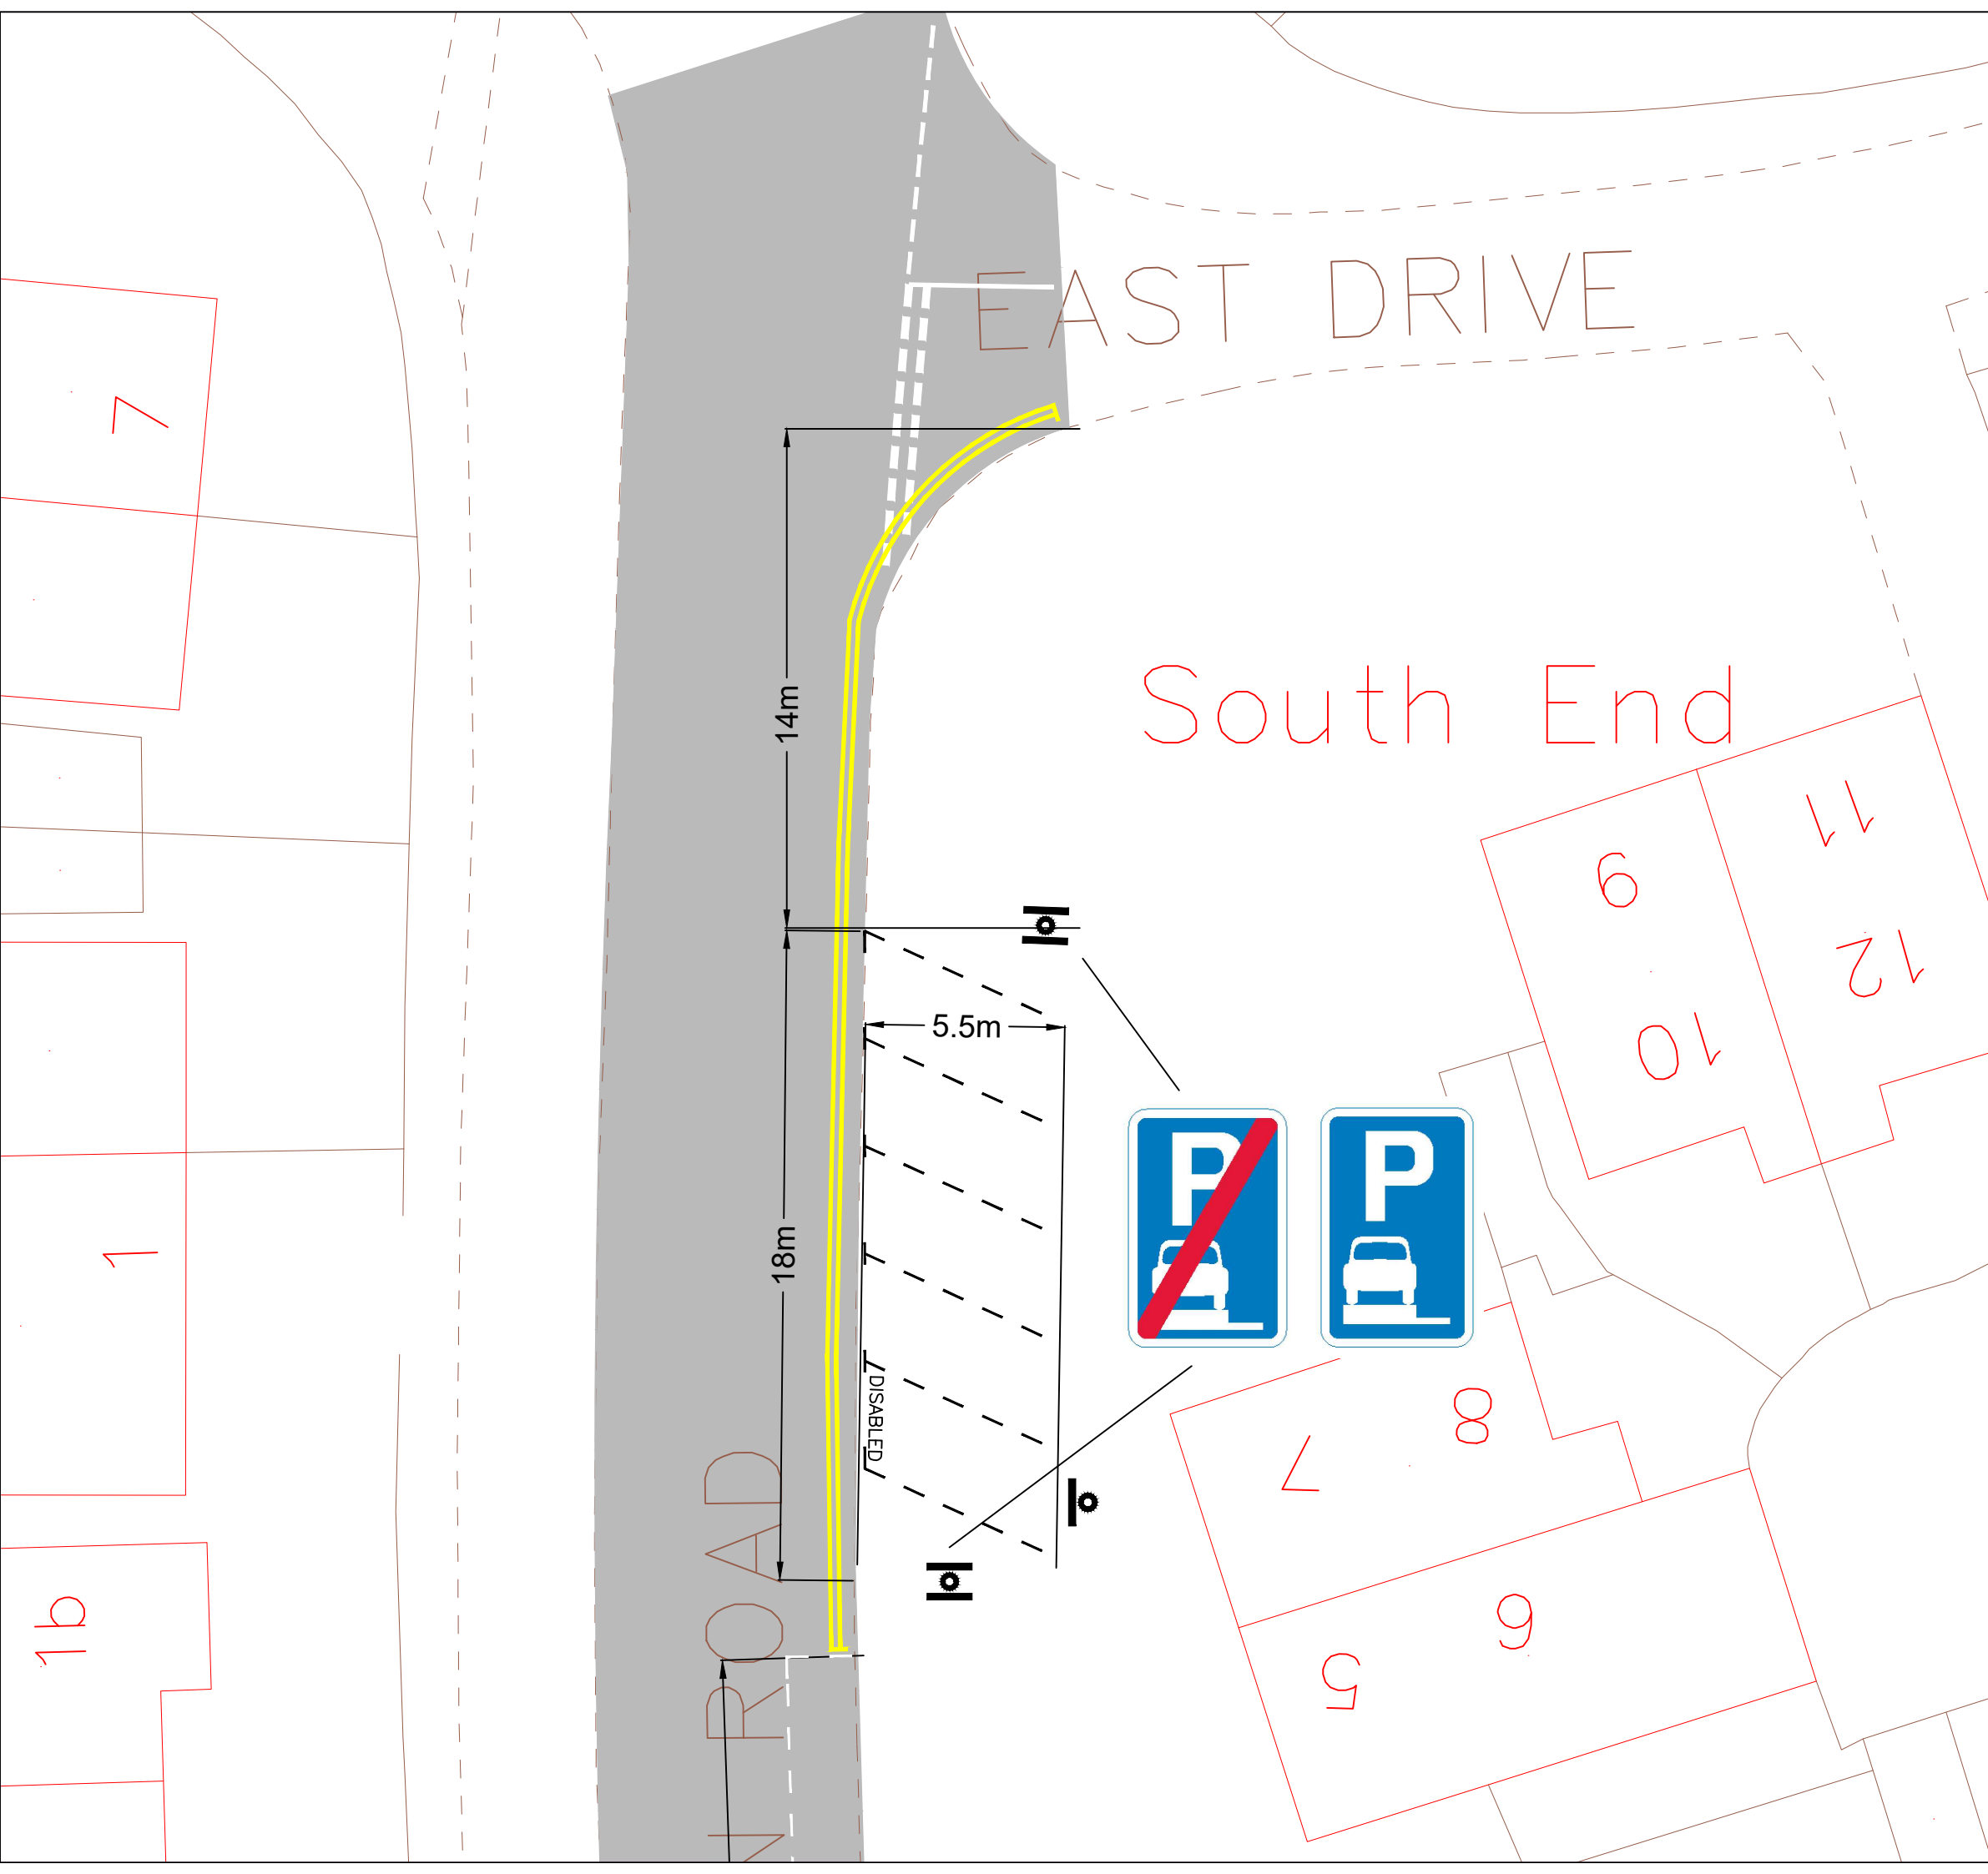 EAST DRIVE
7
14m
South End
11
9
12
5.5m
10
P
P
18m
1
DISABLED
8
7
1b
6
5
N ROAD